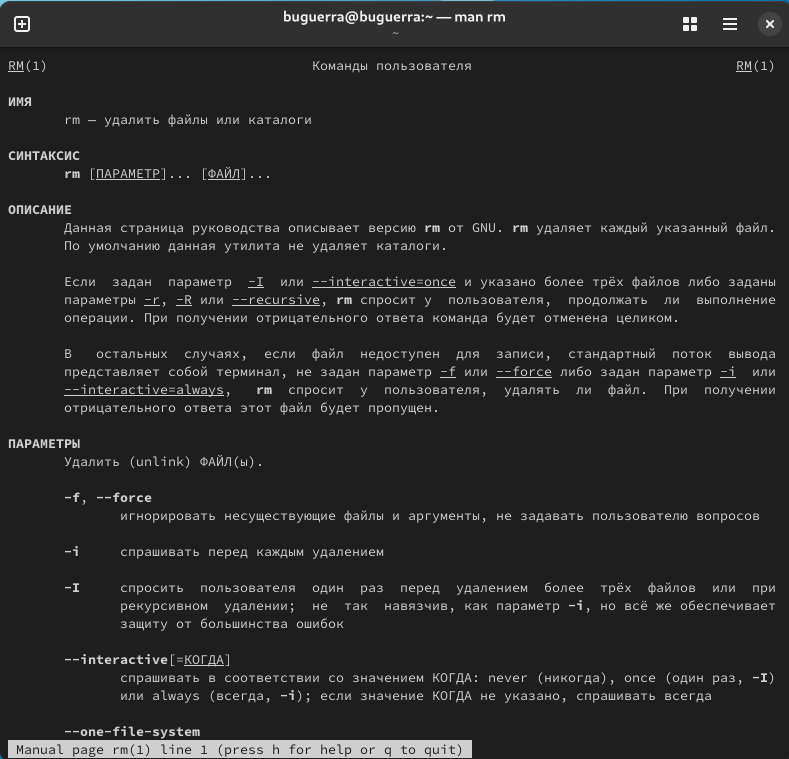 buguerra@buguerra:~ — man rm
~
RM(1) Команды пользователя RM(1)
ИМЯ
rm — удалить файлы или каталоги
СИНТАКСИС
rm [ПАРАМЕТР]... [ФАЙЛ]...
ОПИСАНИЕ
Данная страница руководства описывает версию rm от GNU. rm удаляет каждый указанный файл.
По умолчанию данная утилита не удаляет каталоги.
Если задан параметр -I или --interactive=once и указано более трёх файлов либо заданы
параметры -r, -R или --recursive, rm спросит у пользователя, продолжать ли выполнение
операции. При получении отрицательного ответа команда будет отменена целиком.
В остальных случаях, если файл недоступен для записи, стандартный поток вывода
представляет собой терминал, не задан параметр -f или --force либо задан параметр -i или
--interactive=always, rm спросит у пользователя, удалять ли файл. При получении
отрицательного ответа этот файл будет пропущен.
ПАРАМЕТРЫ
Удалить (unlink) ФАЙЛ(ы).
-f, --force
игнорировать несуществующие файлы и аргументы, не задавать пользователю вопросов
-i спрашивать перед каждым удалением
-I спросить пользователя один раз перед удалением более трёх файлов или при
рекурсивном удалении; не так навязчив, как параметр -i, но всё же обеспечивает
защиту от большинства ошибок
--interactive[=КОГДА]
спрашивать в соответствии со значением КОГДА: never (никогда), once (один раз, -I)
или always (всегда, -i); если значение КОГДА не указано, спрашивать всегда
--one-file-system
Manual page rm(1) line 1 (press h for help or q to quit)